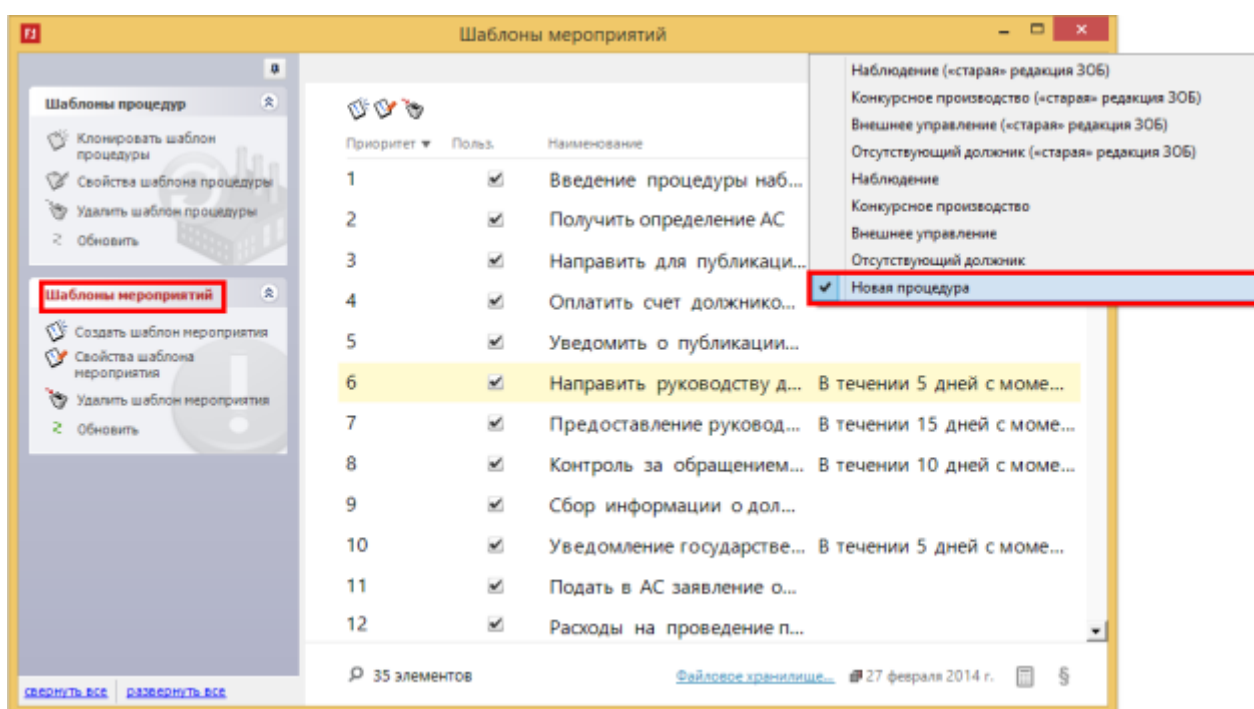 Шаблоны мероприятий
Шаблоны процедур
Клонировать шаблон
процедуры
Свойства шаблона процедуры
Удалить шаблон процедуры
Обновить
Шаблоны мероприятий
Создать шаблон мероприятия
Свойства шаблона
мероприятия
Удалить шаблон мероприятия
Обновить
свернуть все развернуть все
Приоритет Польз. Наименование
1 Введение процедуры наб...
2 Получить определение АС
3 Направить для публикаци...
4 Оплатить счет должнико...
5 Уведомить о публикации...
6 Направить руководству д... В течении 5 дней с моме...
7 Предоставление руковод... В течении 15 дней с моме...
8 Контроль за обращением... В течении 10 дней с моме...
9 Сбор информации о дол...
10 Уведомление государстве... В течении 5 дней с моме...
11 Подать в АС заявление о...
12 Расходы на проведение п...
35 элементов Файловое хранилище... 27 февраля 2014 г. §
Наблюдение («старая» редакция ЗОБ)
Конкурсное производство («старая» редакция ЗОБ)
Внешнее управление («старая» редакция ЗОБ)
Отсутствующий должник («старая» редакция ЗОБ)
Наблюдение
Конкурсное производство
Внешнее управление
Отсутствующий должник
Новая процедура